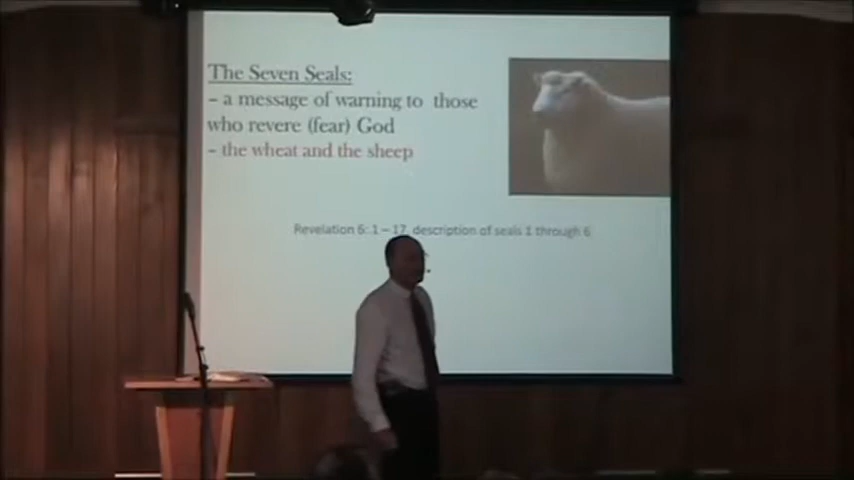 The Seven Seals:
– a message of warning to those
who revere (fear) God
– the wheat and the sheep
Revelation 6: 1 – 17, description of seals 1 through 6